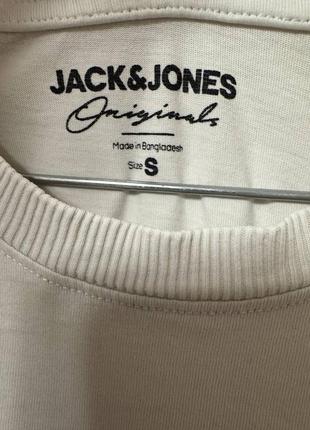 JACK&JONES
Originals
Made in Bangladesh
Size S